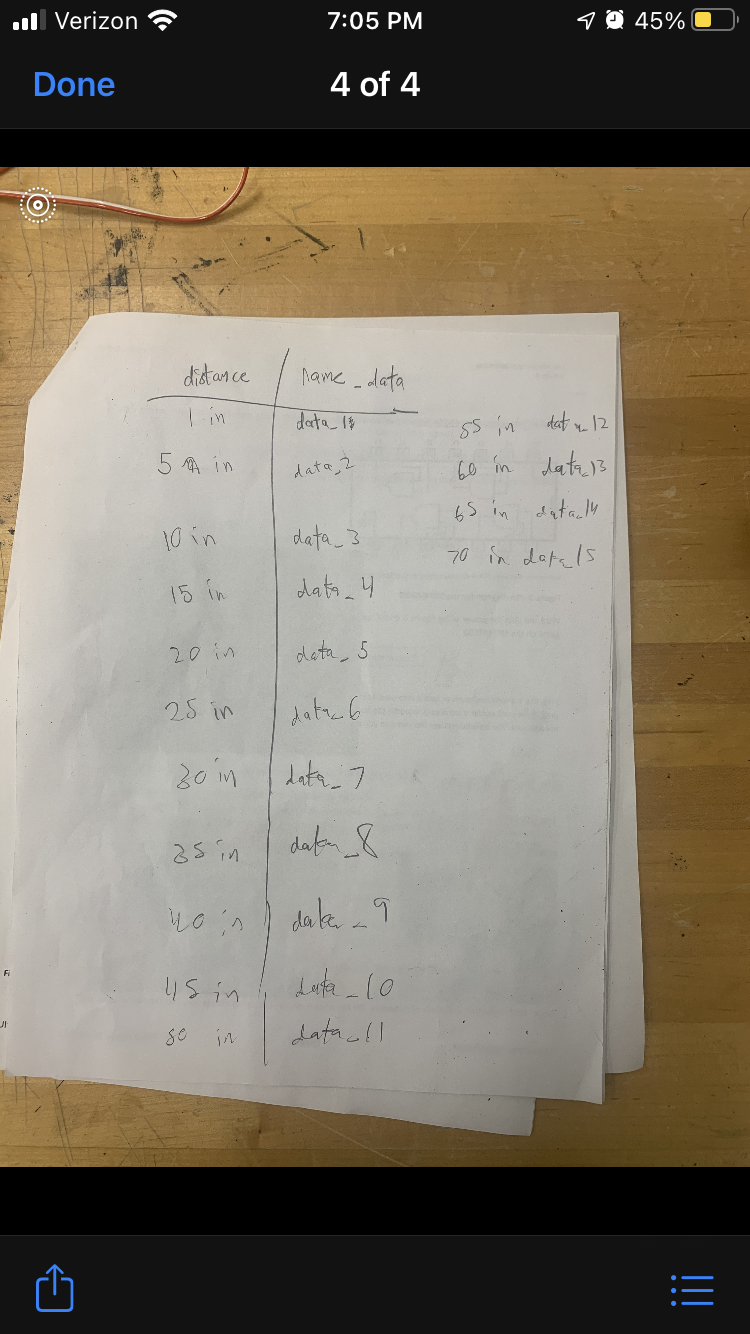 Verizon 7:05 PM 45%
Done 4 of 4
distance name_data
1 in data_1
5 in data_2
10 in data_3
15 in data_4
20 in data_5
25 in data_6
30 in data_7
35 in data_8
40 in data_9
45 in data_10
50 in data_11
55 in data_12
60 in data_13
65 in data_14
70 in data_15